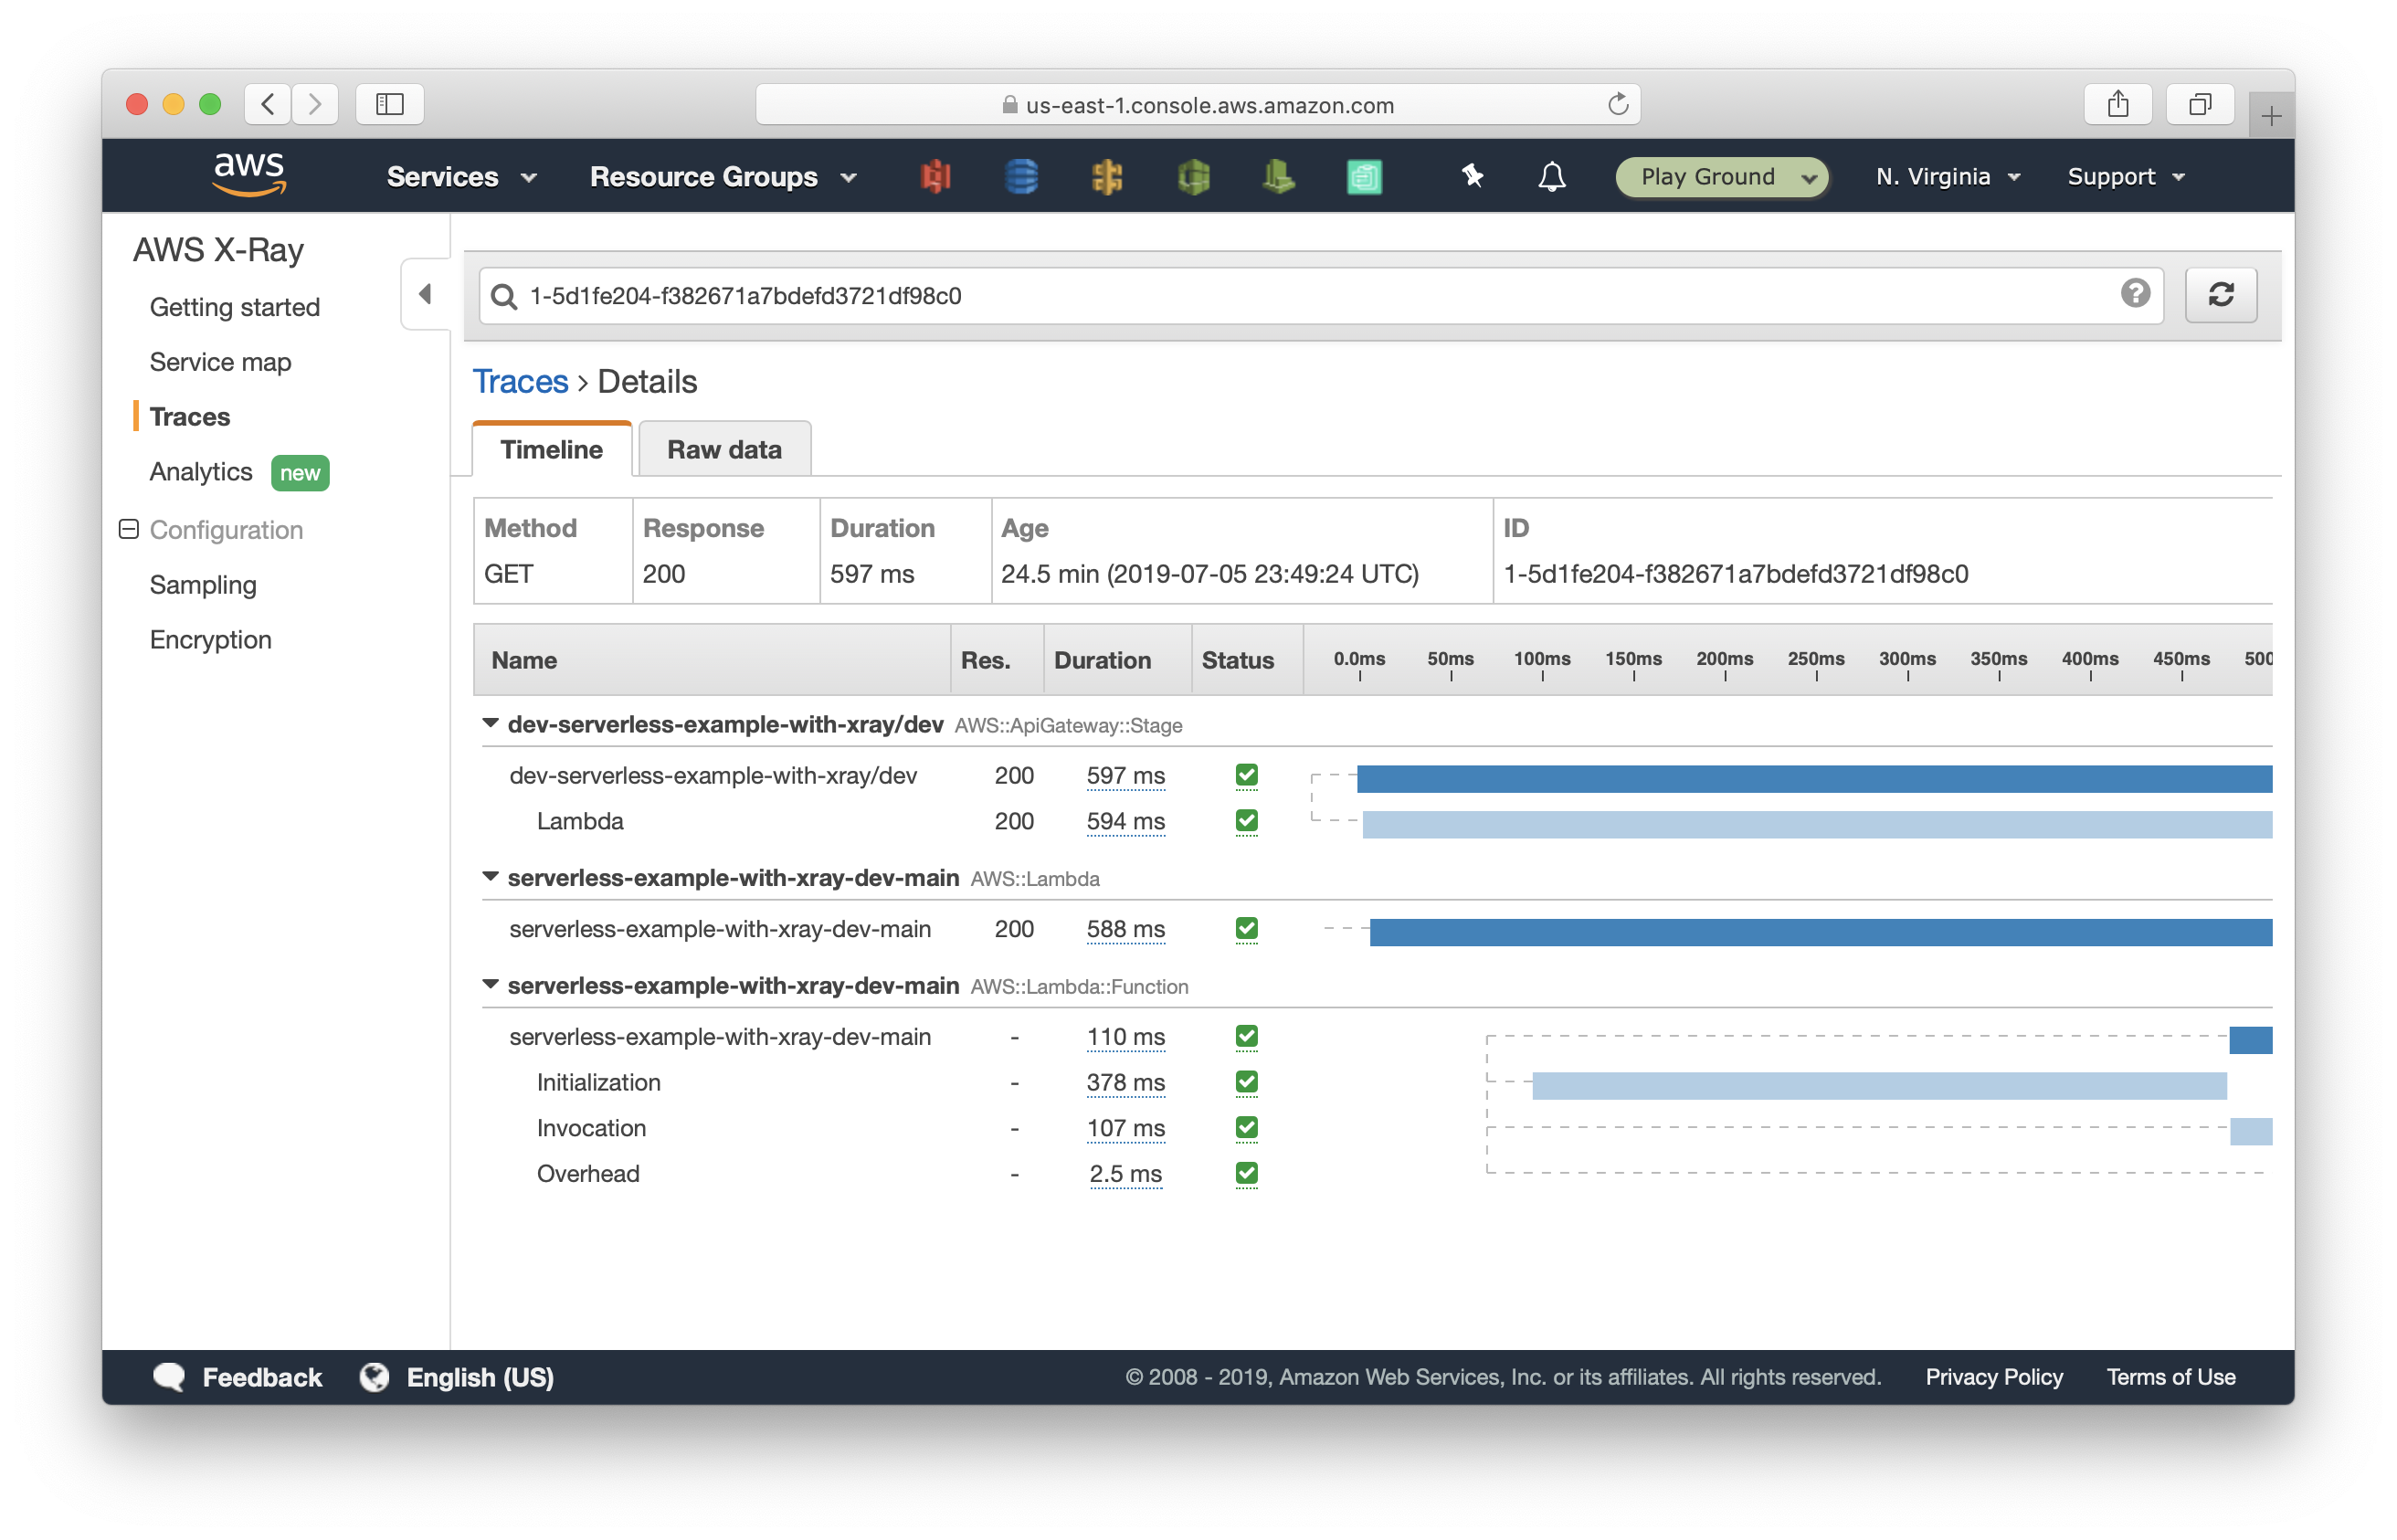 us-east-1.console.aws.amazon.com
aws Services Resource Groups Play Ground N. Virginia Support
AWS X-Ray
Getting started
Service map
Traces
Analytics new
Configuration
Sampling
Encryption
1-5d1fe204-f382671a7bdefd3721df98c0
Traces › Details
Timeline Raw data
Method Response Duration Age ID
GET 200 597 ms 24.5 min (2019-07-05 23:49:24 UTC) 1-5d1fe204-f382671a7bdefd3721df98c0
Name Res. Duration Status 0.0ms 50ms 100ms 150ms 200ms 250ms 300ms 350ms 400ms 450ms 500
dev-serverless-example-with-xray/dev AWS::ApiGateway::Stage
dev-serverless-example-with-xray/dev 200 597 ms
Lambda 200 594 ms
serverless-example-with-xray-dev-main AWS::Lambda
serverless-example-with-xray-dev-main 200 588 ms
serverless-example-with-xray-dev-main AWS::Lambda::Function
serverless-example-with-xray-dev-main - 110 ms
Initialization - 378 ms
Invocation - 107 ms
Overhead - 2.5 ms
Feedback English (US) © 2008 - 2019, Amazon Web Services, Inc. or its affiliates. All rights reserved. Privacy Policy Terms of Use